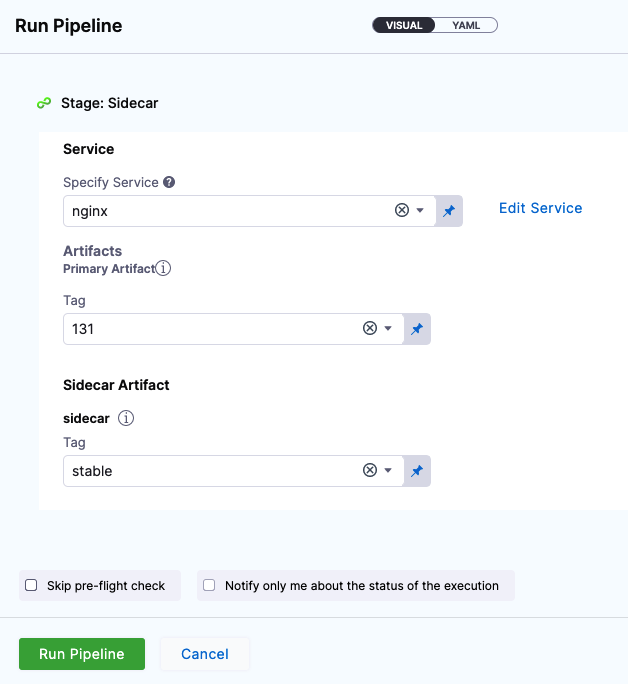 Run Pipeline
VISUAL YAML
Stage: Sidecar
Service
Specify Service
nginx
Edit Service
Artifacts
Primary Artifact
Tag
131
Sidecar Artifact
sidecar
Tag
stable
Skip pre-flight check
Notify only me about the status of the execution
Run Pipeline
Cancel